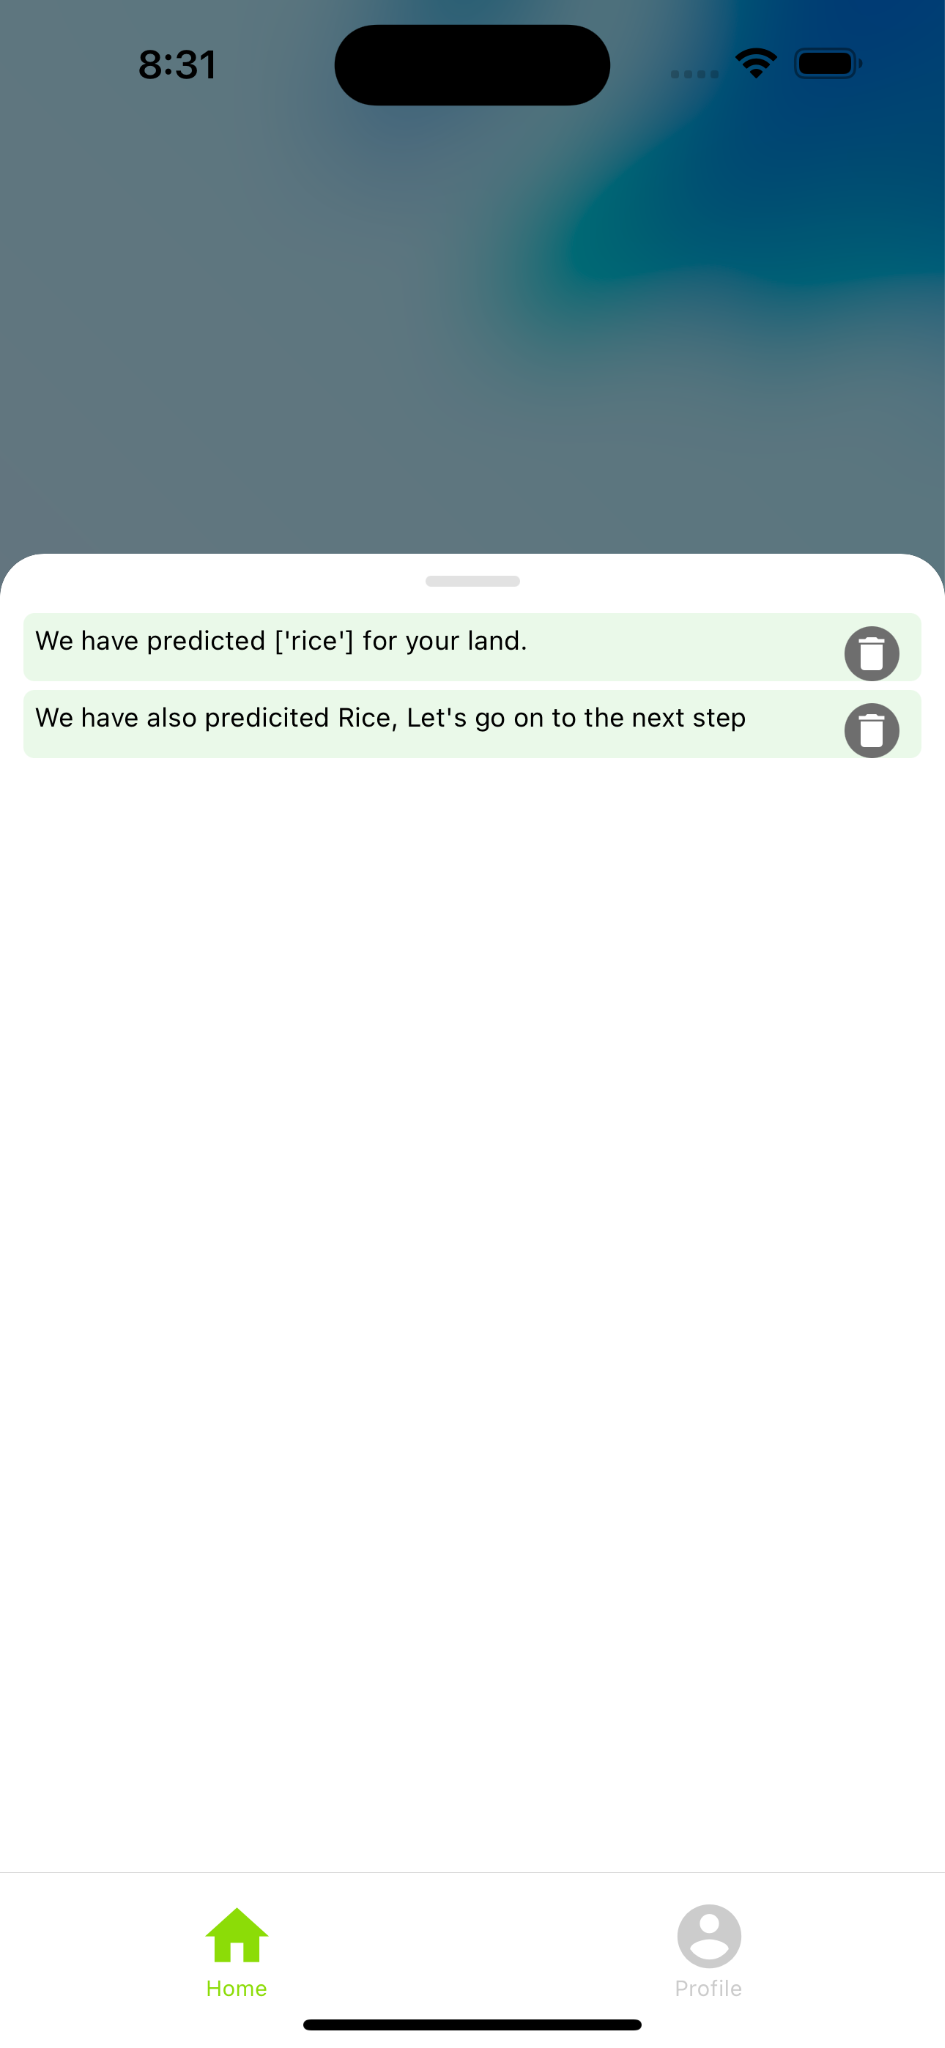 8:31
We have predicted ['rice'] for your land.
We have also predicited Rice, Let's go on to the next step
Home
Profile